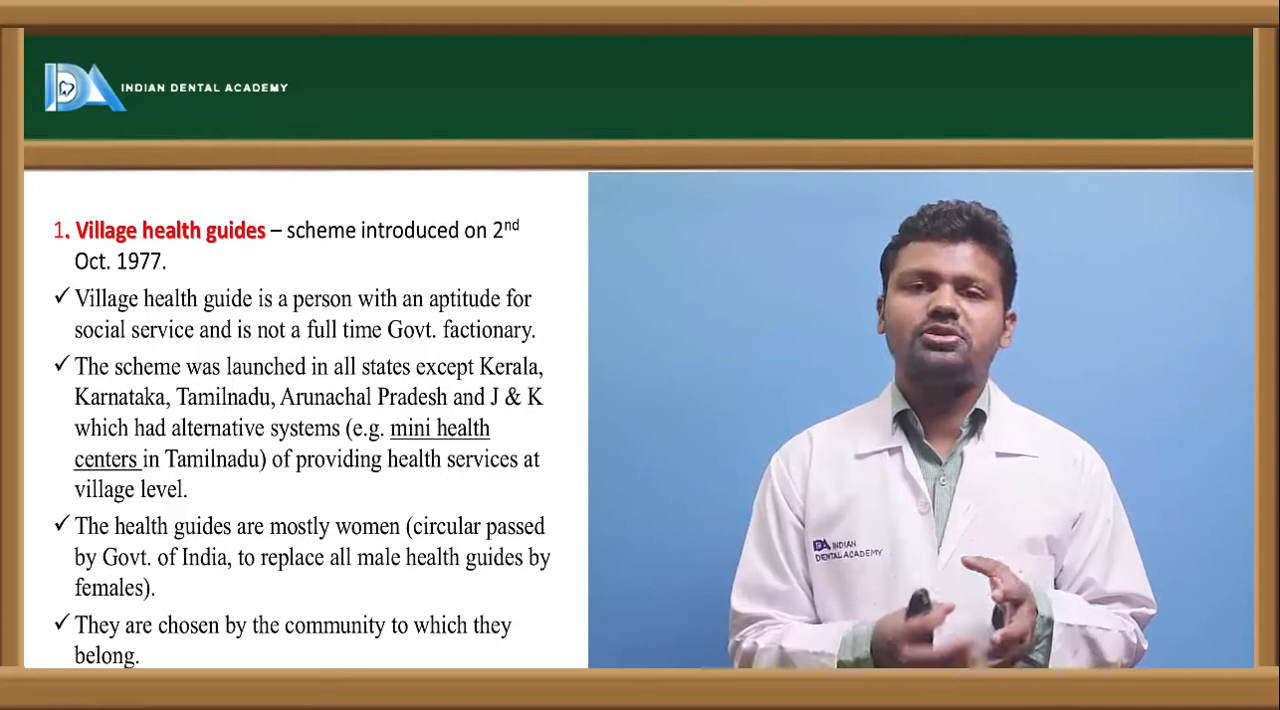 IDA INDIAN DENTAL ACADEMY
1. Village health guides – scheme introduced on 2nd
Oct. 1977.
✓ Village health guide is a person with an aptitude for
social service and is not a full time Govt. factionary.
✓ The scheme was launched in all states except Kerala,
Karnataka, Tamilnadu, Arunachal Pradesh and J & K
which had alternative systems (e.g. mini health
centers in Tamilnadu) of providing health services at
village level.
✓ The health guides are mostly women (circular passed
by Govt. of India, to replace all male health guides by
females).
✓ They are chosen by the community to which they
belong.
IDA INDIAN
DENTAL ACADEMY